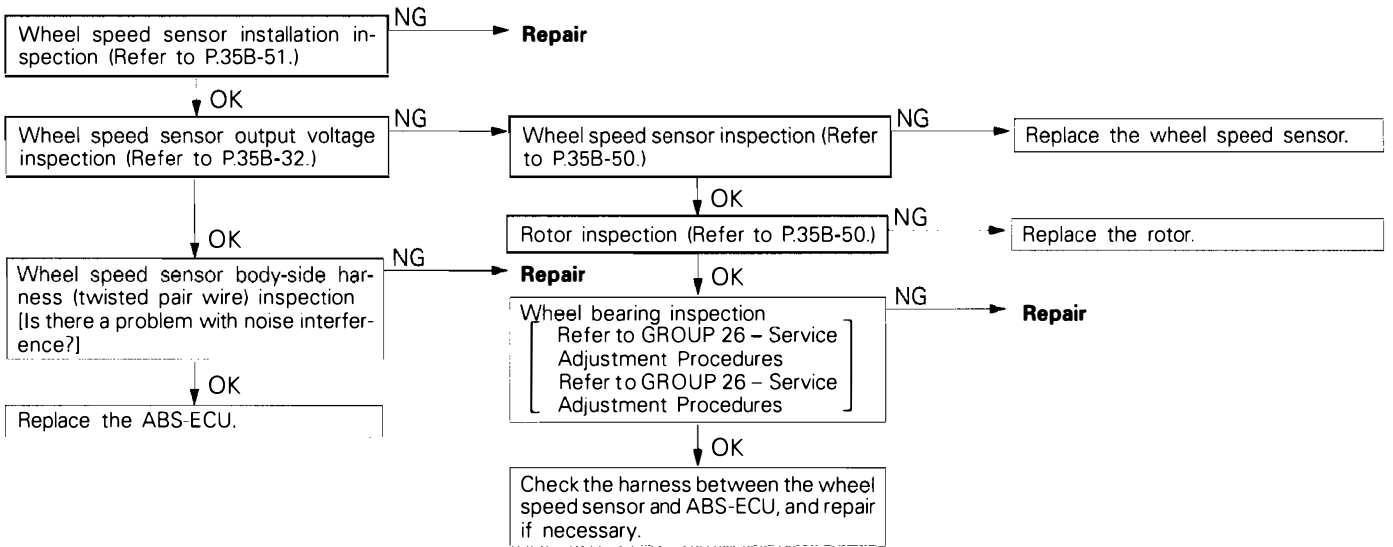 NG
Wheel speed sensor installation in-
spection (Refer to P.35B-51.)
Repair
OK
NG
NG
Wheel speed sensor output voltage
inspection (Refer to P.35B-32.)
Wheel speed sensor inspection (Refer
to P.35B-50.)
Replace the wheel speed sensor.
OK
NG
Rotor inspection (Refer to P.35B-50.)
Replace the rotor.
OK
NG
Wheel speed sensor body-side har-
ness (twisted pair wire) inspection
[Is there a problem with noise interfer-
ence?]
Repair
OK
NG
Wheel bearing inspection
Refer to GROUP 26 – Service
Adjustment Procedures
Refer to GROUP 26 – Service
Adjustment Procedures
Repair
OK
Replace the ABS-ECU.
OK
Check the harness between the wheel
speed sensor and ABS-ECU, and repair
if necessary.